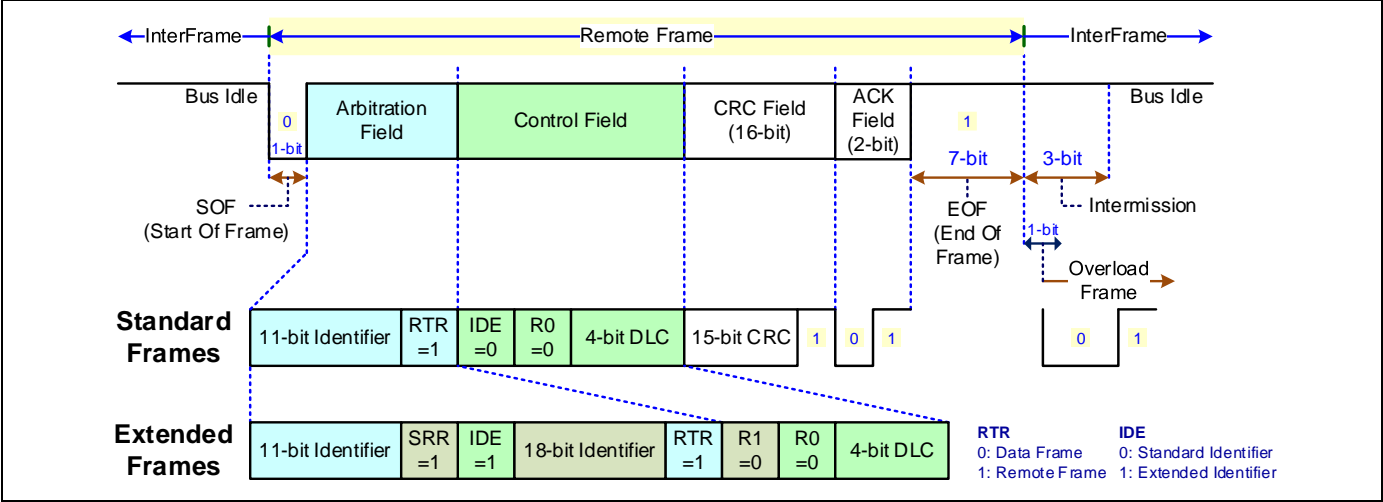 InterFrame
Remote Frame
InterFrame
Bus Idle
0
1-bit
Arbitration
Field
Control Field
CRC Field
(16-bit)
ACK
Field
(2-bit)
1
7-bit
3-bit
Bus Idle
SOF
(Start Of Frame)
EOF
(End Of
Frame)
Intermission
1-bit
Overload
Frame
Standard
Frames
11-bit Identifier
RTR
=1
IDE
=0
R0
=0
4-bit DLC
15-bit CRC
1
0
1
0
1
Extended
Frames
11-bit Identifier
SRR
=1
IDE
=1
18-bit Identifier
RTR
=1
R1
=0
R0
=0
4-bit DLC
RTR
0: Data Frame
1: Remote Frame
IDE
0: Standard Identifier
1: Extended Identifier